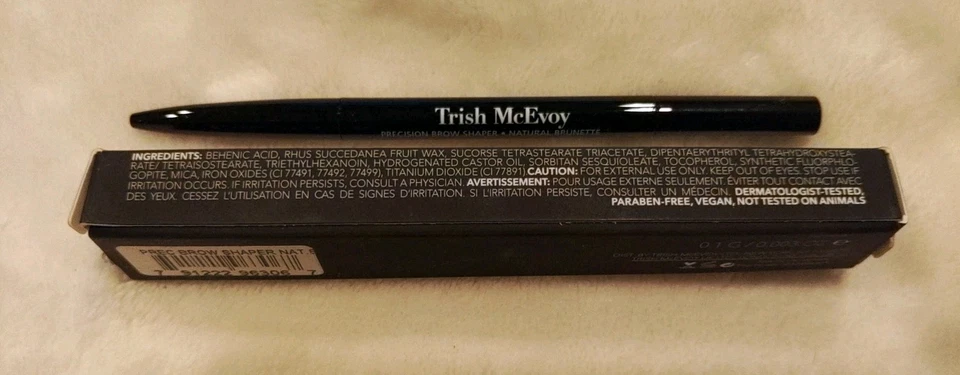 Trish McEvoy
PRECISION BROW SHAPER • NATURAL BRUNETTE
INGREDIENTS: BEHENIC ACID, RHUS SUCCEDANEA FRUIT WAX, SUCORSE TETRASTEARATE TRIACETATE, DIPENTAERYTHRITYL TETRAHYDROXYSTEA-
RATE/TETRAISOSTEARATE, TRIETHYLHEXANOIN, HYDROGENATED CASTOR OIL, SORBITAN SESQUIOLEATE, TOCOPHEROL, SYNTHETIC FLUORPHLO-
GOPITE, MICA, IRON OXIDES (CI 77491, 77492, 77499), TITANIUM DIOXIDE (CI 77891) CAUTION: FOR EXTERNAL USE ONLY. KEEP OUT OF EYES. STOP USE IF
IRRITATION OCCURS. IF IRRITATION PERSISTS, CONSULT A PHYSICIAN. AVERTISSEMENT: POUR USAGE EXTERNE SEULEMENT. ÉVITER TOUT CONTACT AVEC
DES YEUX. CESSEZ L'UTILISATION EN CAS DE SIGNES D'IRRITATION. SI L'IRRITATION PERSISTE, CONSULTER UN MÉDECIN. DERMATOLOGIST-TESTED,
PARABEN-FREE, VEGAN, NOT TESTED ON ANIMALS
PREC BROW SHAPER NAT
0.1 G / 0.003 OZ